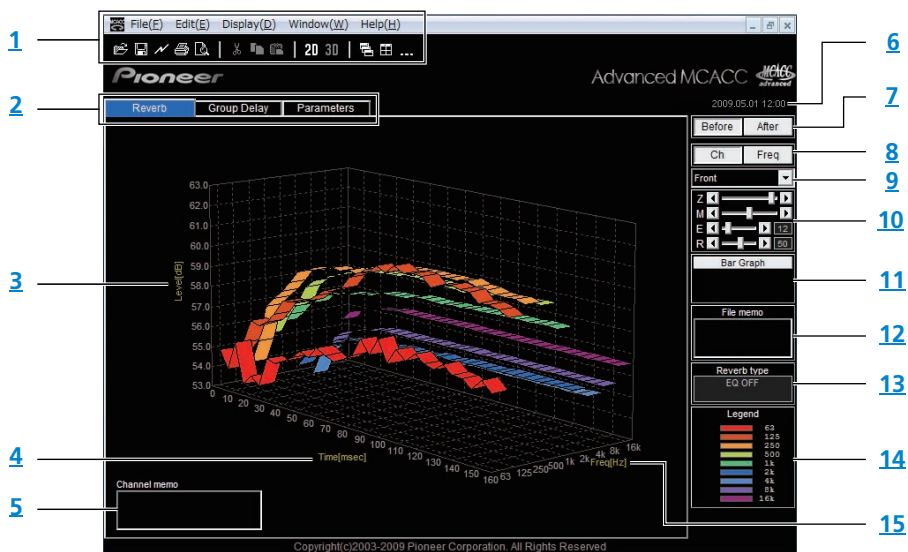 1
File(F) Edit(E) Display(D) Window(W) Help(H)
2D 3D
Pioneer
Advanced MCACC
MCACC
advanced
6
2009.05.01 12:00
2
Reverb Group Delay Parameters
7
Before After
8
Ch Freq
9
Front
10
Z
M
E 12
R 50
3
Level[dB]
63.0
62.0
61.0
60.0
59.0
58.0
57.0
56.0
55.0
54.0
53.0
11
Bar Graph
12
File memo
13
Reverb type
EQ OFF
14
Legend
63
125
250
500
1k
2k
4k
8k
16k
0 10 20 30 40 50 60 70 80 90 100 110 120 130 140 150 160
63 125 250 500 1k 2k 4k 8k 16k
4
Time[msec]
Freq[Hz]
15
5
Channel memo
Copyright(c)2003-2009 Pioneer Corporation. All Rights Reserved